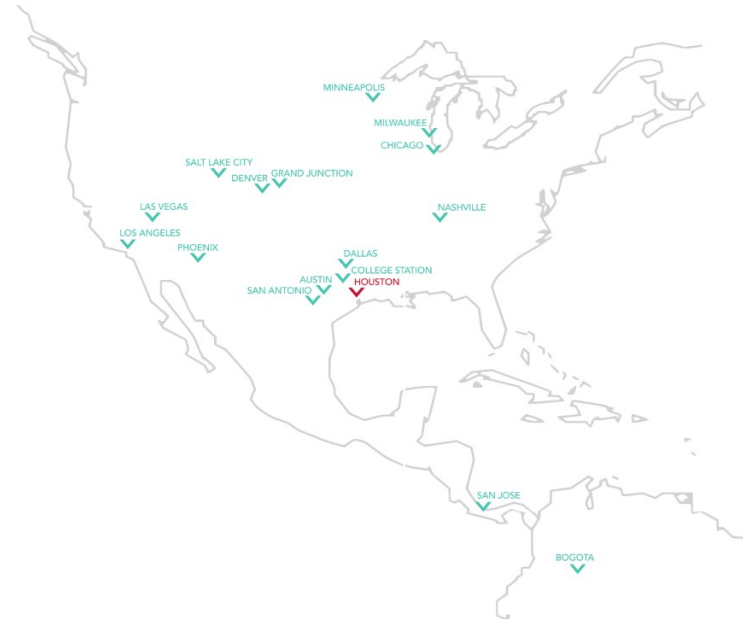 MINNEAPOLIS
MILWAUKEE
CHICAGO
SALT LAKE CITY
GRAND JUNCTION
DENVER
LAS VEGAS
NASHVILLE
LOS ANGELES
PHOENIX
DALLAS
COLLEGE STATION
AUSTIN
HOUSTON
SAN ANTONIO
SAN JOSE
BOGOTA